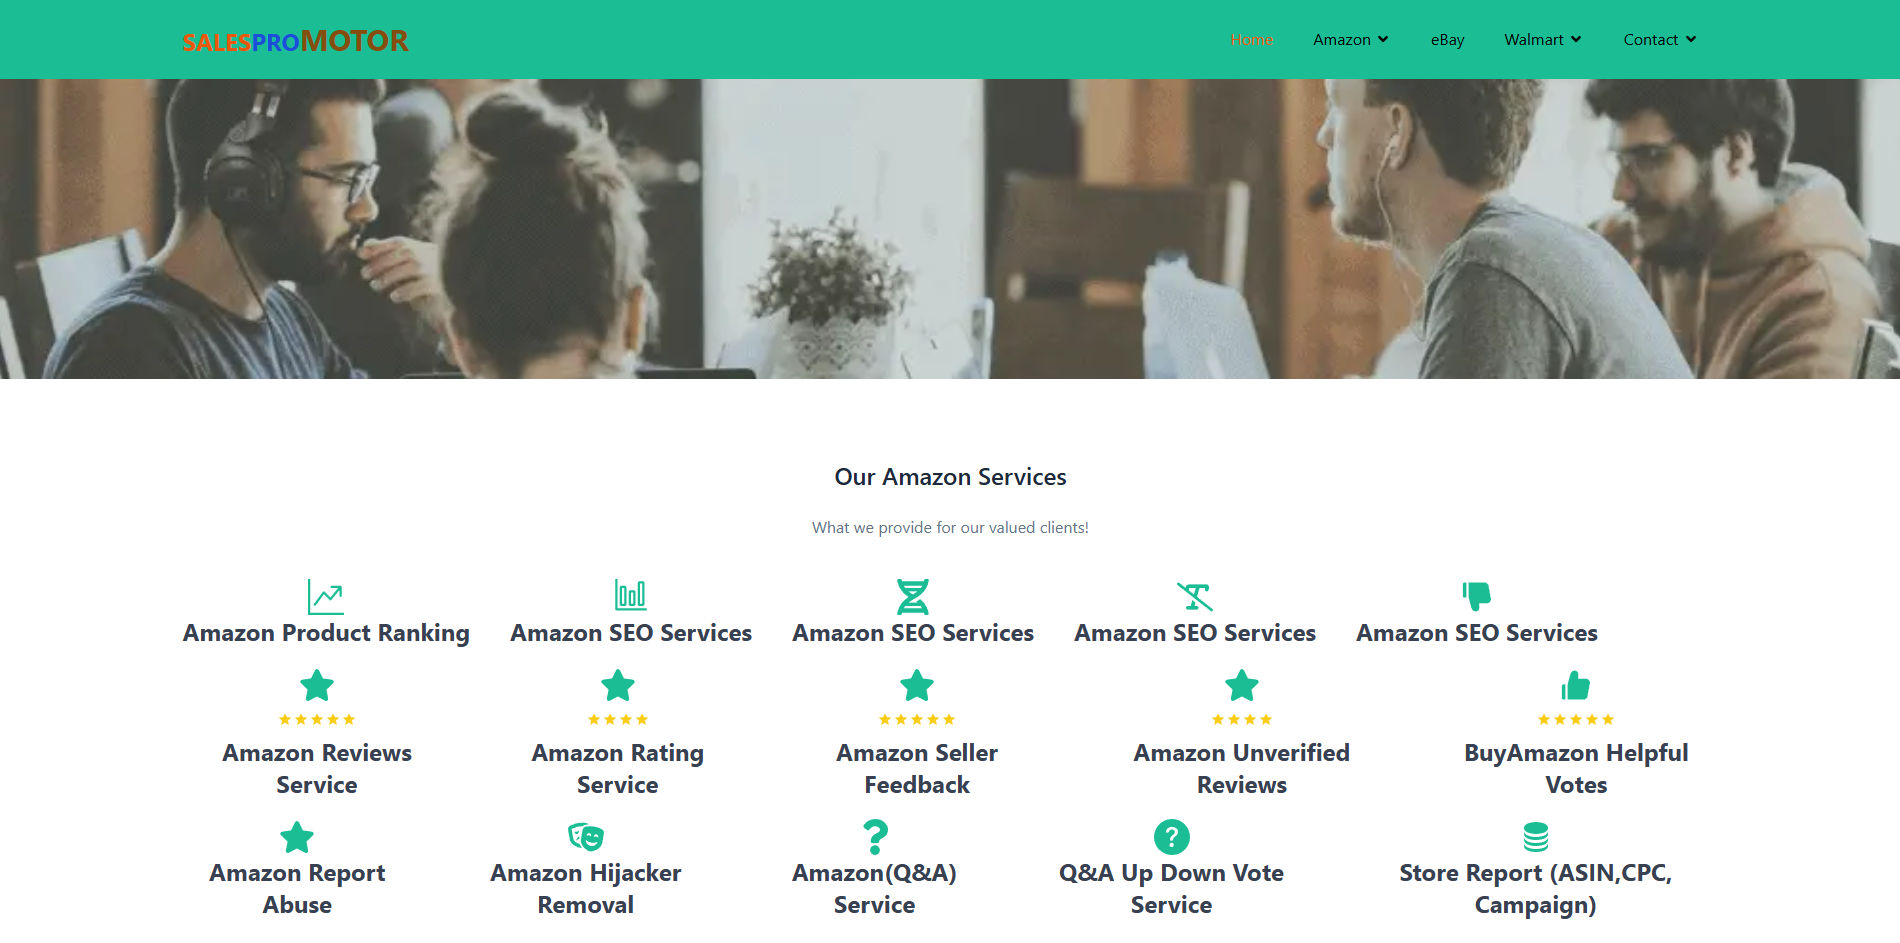 SALESPROMOTOR
Home Amazon eBay Walmart Contact
Our Amazon Services
What we provide for our valued clients!
Amazon Product Ranking
Amazon SEO Services
Amazon SEO Services
Amazon SEO Services
Amazon SEO Services
Amazon Reviews
Service
Amazon Rating
Service
Amazon Seller
Feedback
Amazon Unverified
Reviews
BuyAmazon Helpful
Votes
Amazon Report
Abuse
Amazon Hijacker
Removal
Amazon(Q&A)
Service
Q&A Up Down Vote
Service
Store Report (ASIN,CPC,
Campaign)